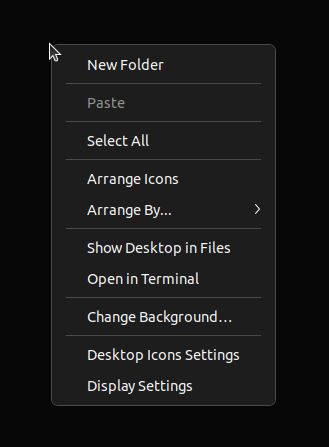 New Folder
Paste
Select All
Arrange Icons
Arrange By...
Show Desktop in Files
Open in Terminal
Change Background…
Desktop Icons Settings
Display Settings